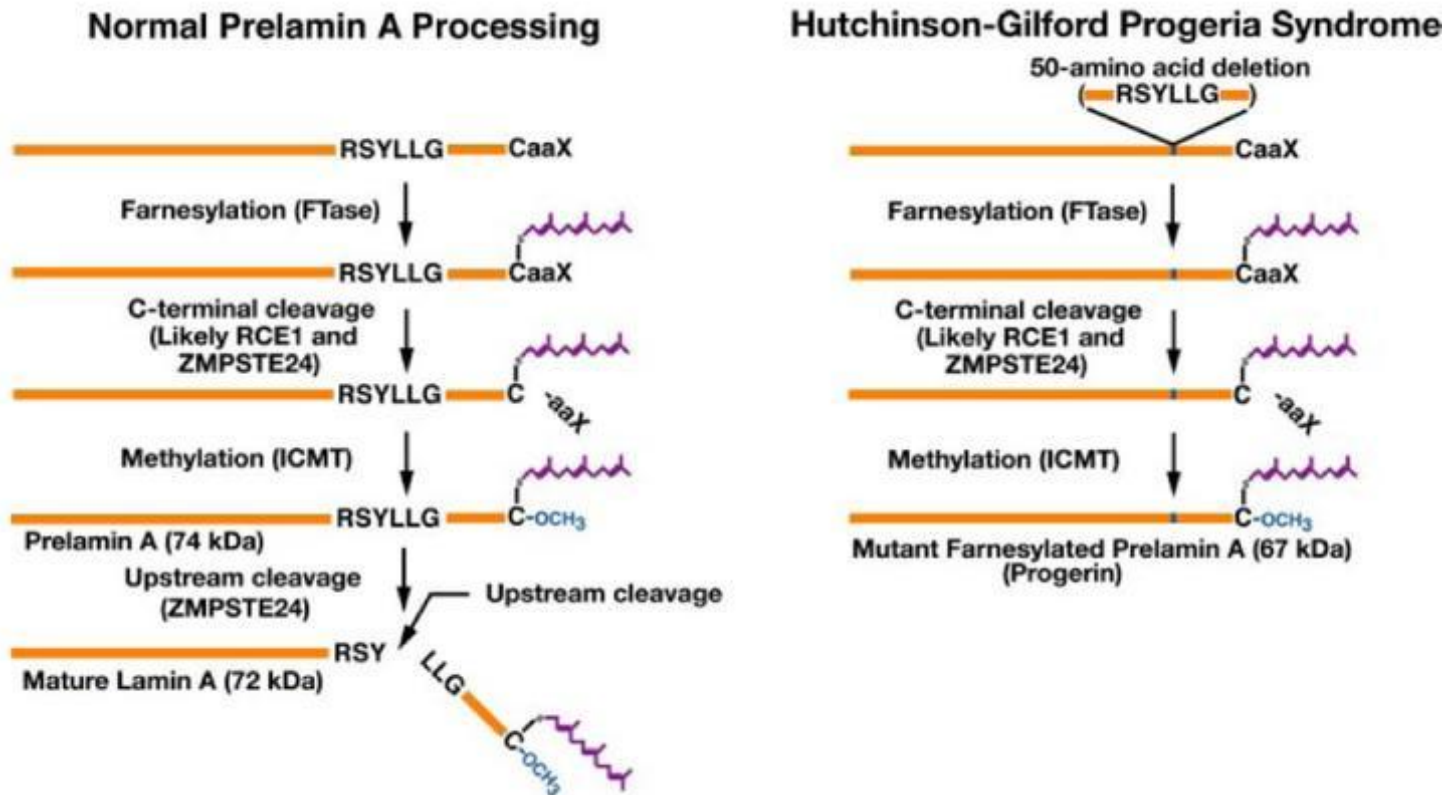 Normal Prelamin A Processing
RSYLLG CaaX
Farnesylation (FTase)
RSYLLG CaaX
C-terminal cleavage
(Likely RCE1 and
ZMPSTE24)
RSYLLG C -aaX
Methylation (ICMT)
RSYLLG C-OCH3
Prelamin A (74 kDa)
Upstream cleavage
(ZMPSTE24)
Upstream cleavage
RSY
LLG
C-OCH3
Mature Lamin A (72 kDa)
Hutchinson-Gilford Progeria Syndrome
50-amino acid deletion
(RSYLLG)
CaaX
Farnesylation (FTase)
CaaX
C-terminal cleavage
(Likely RCE1 and
ZMPSTE24)
C -aaX
Methylation (ICMT)
C-OCH3
Mutant Farnesylated Prelamin A (67 kDa)
(Progerin)